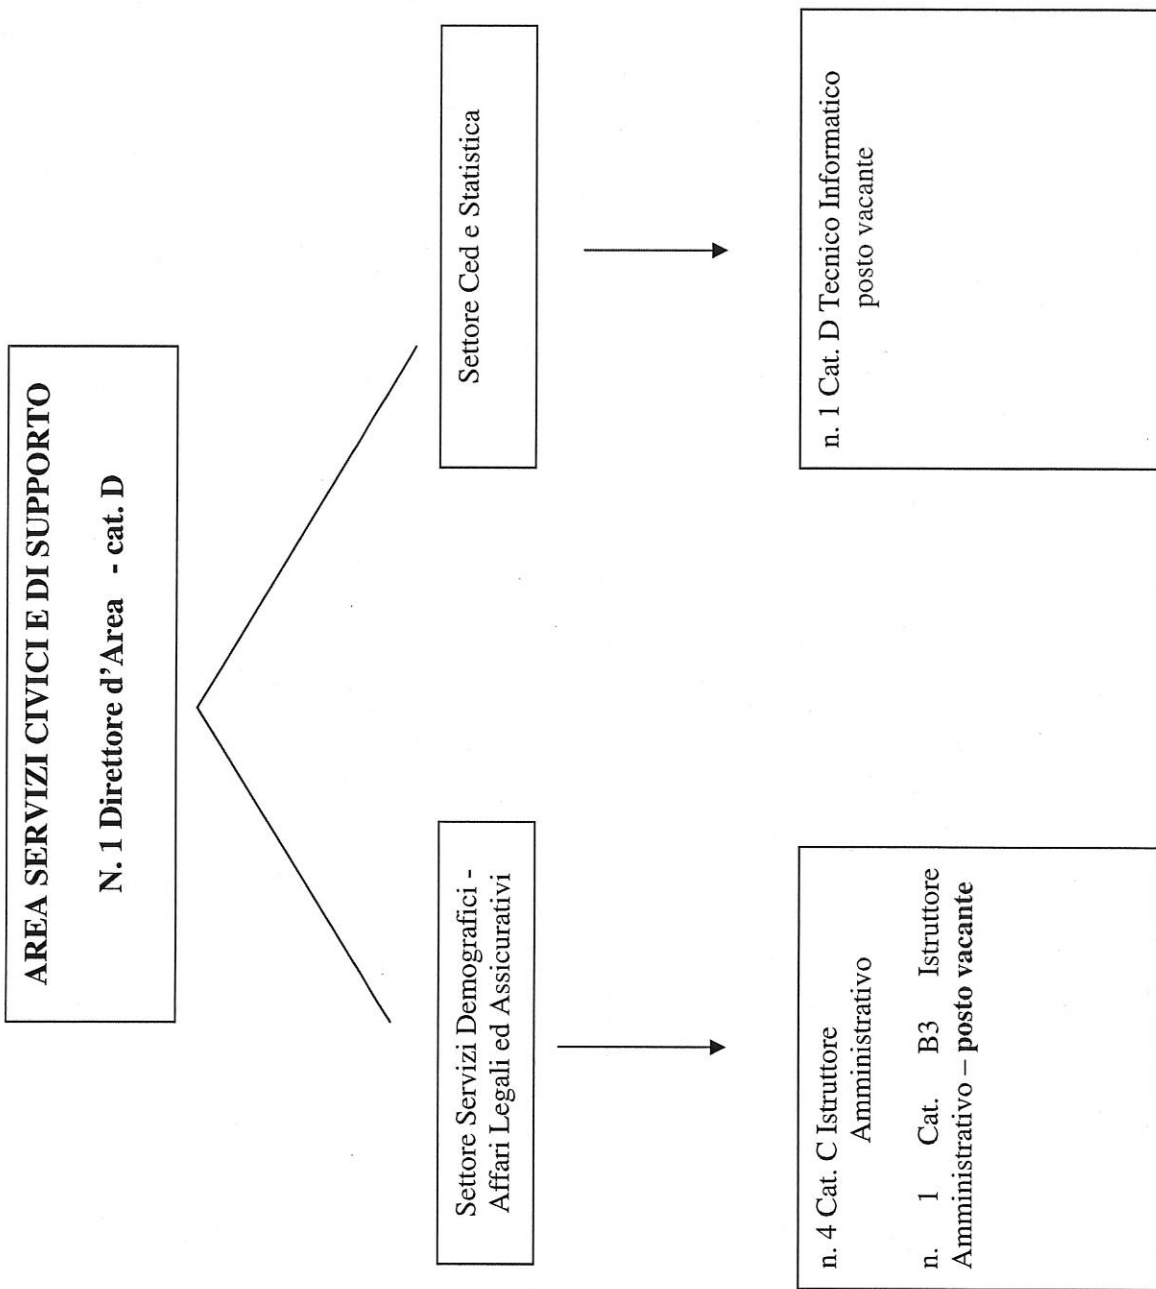 AREA SERVIZI CIVICI E DI SUPPORTO
N. 1 Direttore d'Area - cat. D
Settore Servizi Demografici -
Affari Legali ed Assicurativi
Settore Ced e Statistica
n. 4 Cat. C Istruttore
Amministrativo
n. 1 Cat. B3 Istruttore
Amministrativo – posto vacante
n. 1 Cat. D Tecnico Informatico
posto vacante